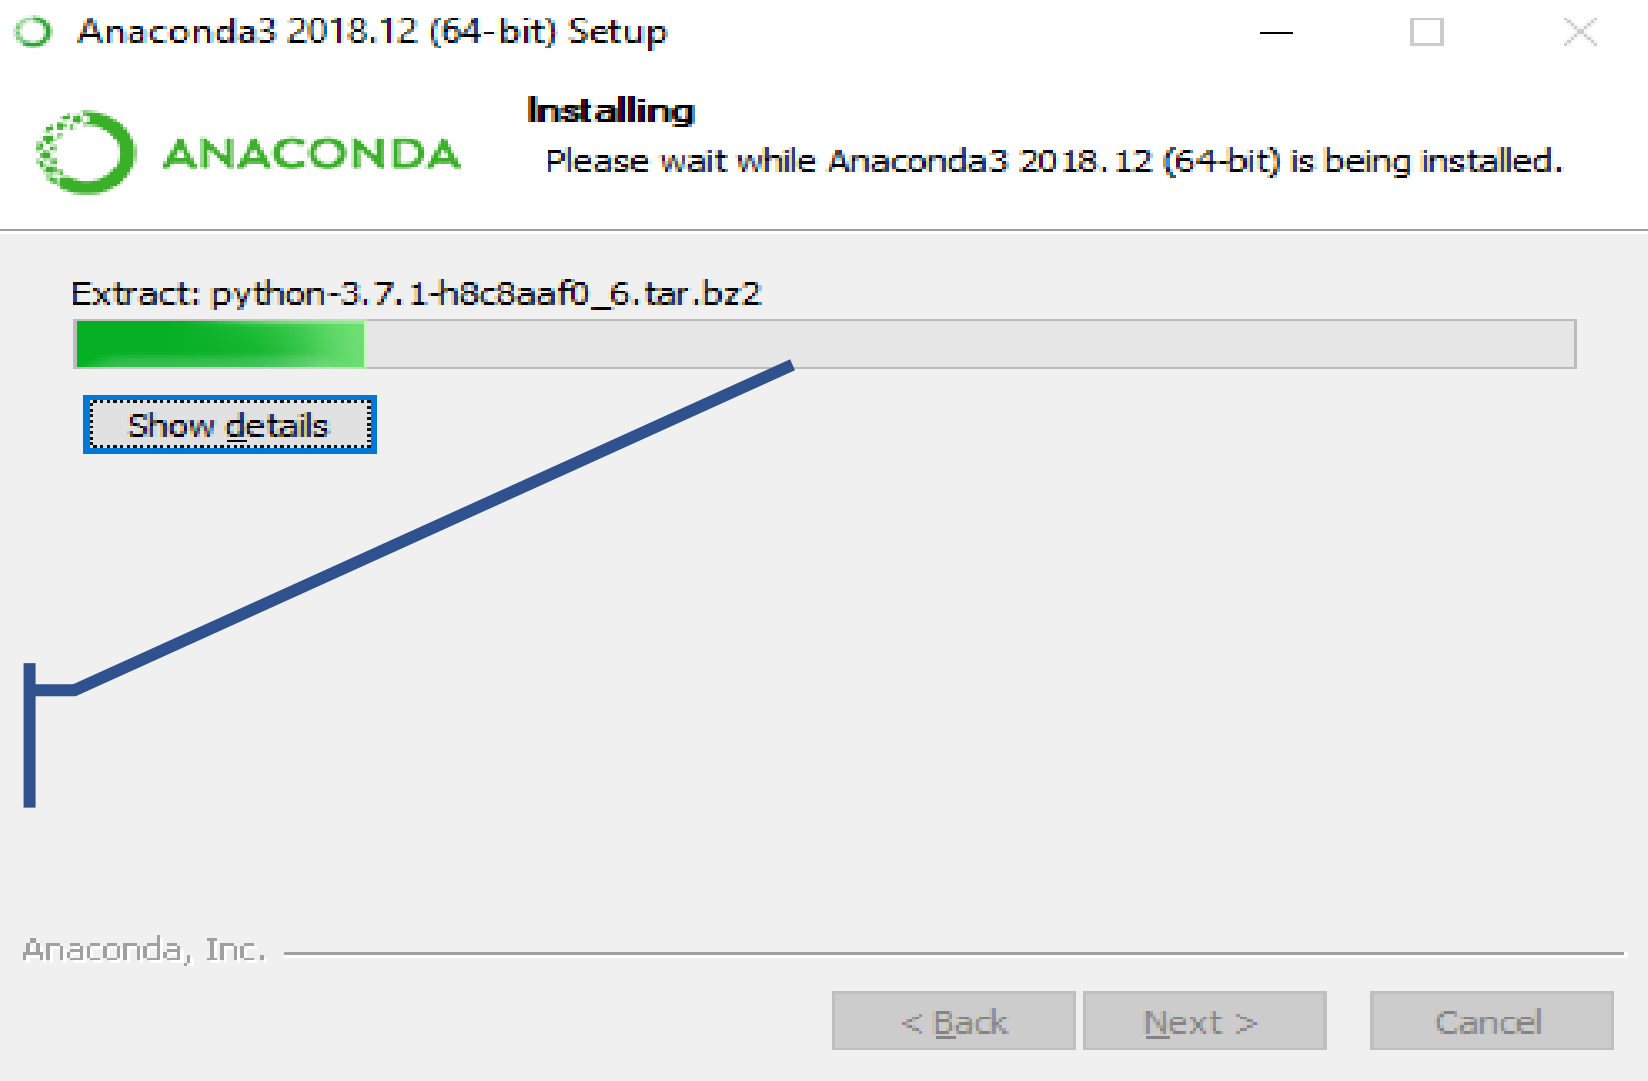 Anaconda3 2018.12 (64-bit) Setup
ANACONDA
Installing
Please wait while Anaconda3 2018.12 (64-bit) is being installed.
Extract: python-3.7.1-h8c8aaf0_6.tar.bz2
Show details
Anaconda, Inc.
< Back
Next >
Cancel